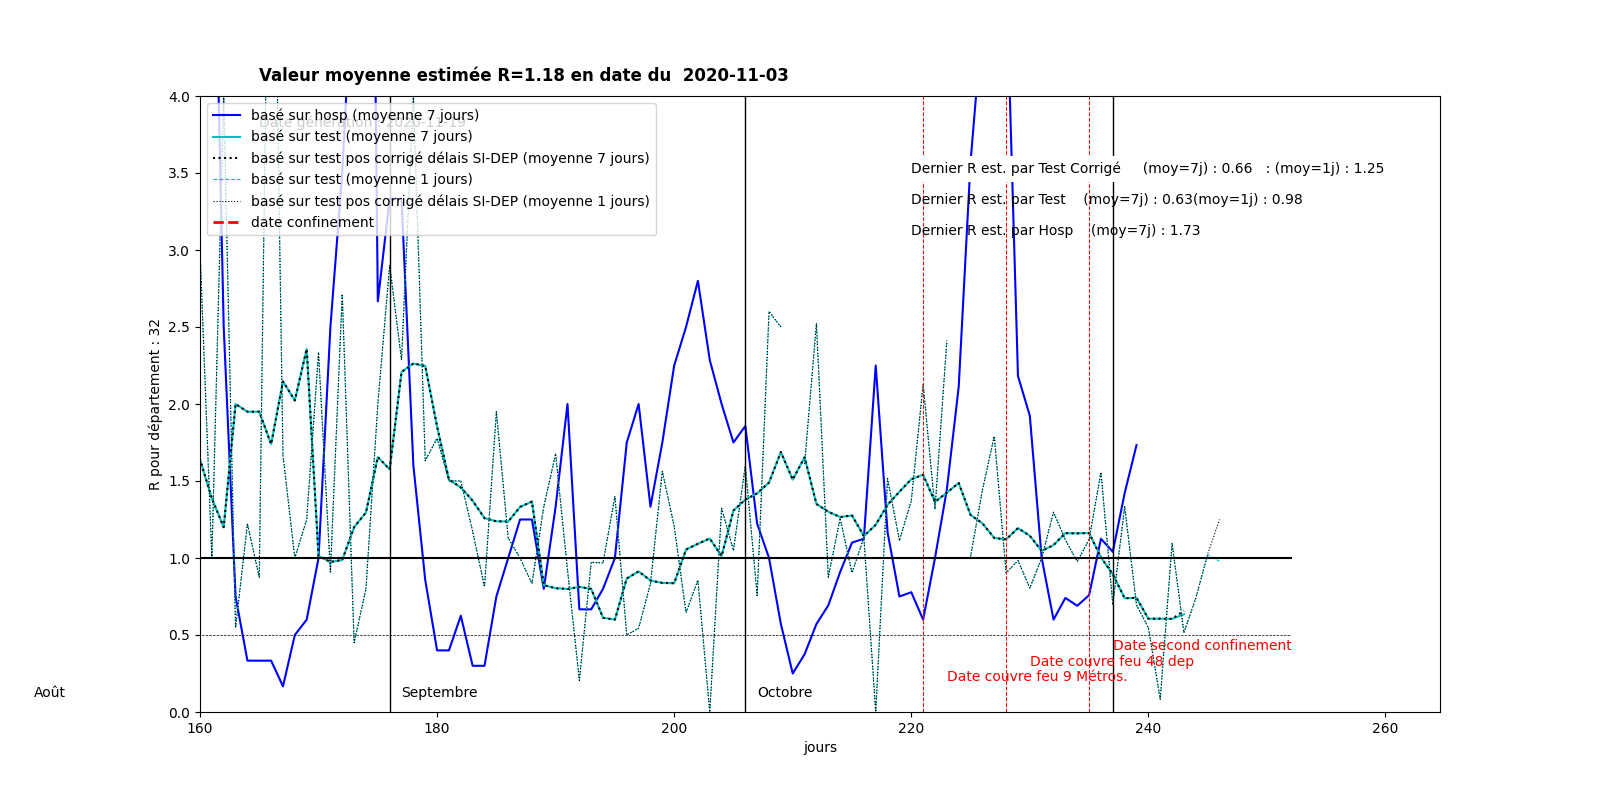 Valeur moyenne estimée R=1.18 en date du  2020-11-03
4.0
basé sur hosp (moyenne 7 jours)
2020-11-19
basé sur test (moyenne 7 jours)
basé sur test pos corrigé délais SI-DEP (moyenne 7 jours)
basé sur test (moyenne 1 jours)
basé sur test pos corrigé délais SI-DEP (moyenne 1 jours)
date confinement
Dernier R est. par Test Corrigé     (moy=7j) : 0.66   : (moy=1j) : 1.25
Dernier R est. par Test    (moy=7j) : 0.63(moy=1j) : 0.98
Dernier R est. par Hosp    (moy=7j) : 1.73
3.5
3.0
2.5
2.0
1.5
1.0
0.5
0.0
R pour département : 32
Date second confinement
Date couvre feu 48 dep
Date couvre feu 9 Métros.
Août
Septembre
Octobre
160
180
200
220
240
260
jours